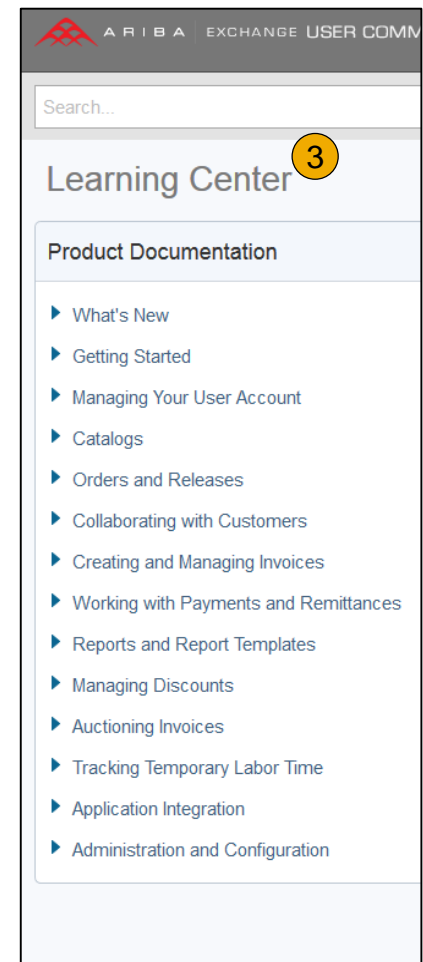 ARIBA EXCHANGE USER COMM
Search...
3
Learning Center
Product Documentation
What's New
Getting Started
Managing Your User Account
Catalogs
Orders and Releases
Collaborating with Customers
Creating and Managing Invoices
Working with Payments and Remittances
Reports and Report Templates
Managing Discounts
Auctioning Invoices
Tracking Temporary Labor Time
Application Integration
Administration and Configuration